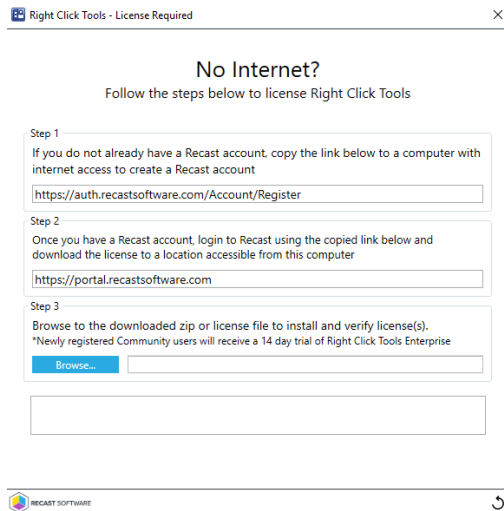 Right Click Tools - License Required
No Internet?
Follow the steps below to license Right Click Tools
Step 1
If you do not already have a Recast account, copy the link below to a computer with
internet access to create a Recast account
https://auth.recastsoftware.com/Account/Register
Step 2
Once you have a Recast account, login to Recast using the copied link below and
download the license to a location accessible from this computer
https://portal.recastsoftware.com
Step 3
Browse to the downloaded zip or license file to install and verify license(s).
*Newly registered Community users will receive a 14 day trial of Right Click Tools Enterprise
Browse...
RECAST SOFTWARE